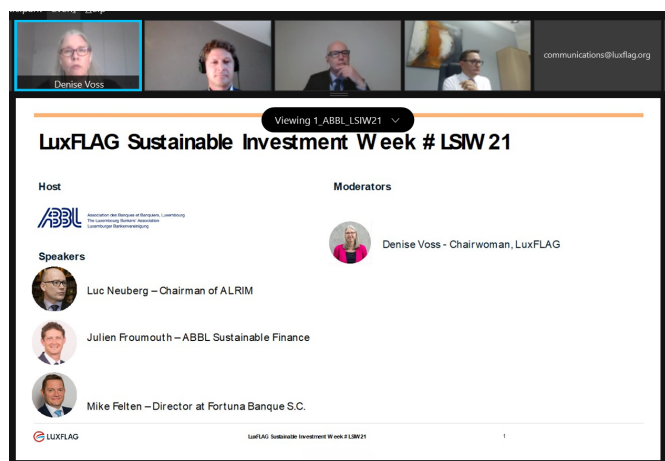 Denise Voss
communications@luxflag.org
Viewing 1_ABBL_LSIW21
LuxFLAG Sustainable Investment Week # LSIW 21
Host
Moderators
ABBL
Association des Banques et Banquiers, Luxembourg
The Luxembourg Bankers' Association
Luxemburger Bankenvereinigung
Denise Voss - Chairwoman, LuxFLAG
Speakers
Luc Neuberg – Chairman of ALRIM
Julien Froumouth – ABBL Sustainable Finance
Mike Felten – Director at Fortuna Banque S.C.
LUXFLAG
LuxFLAG Sustainable Investment Week # LSIW 21
1